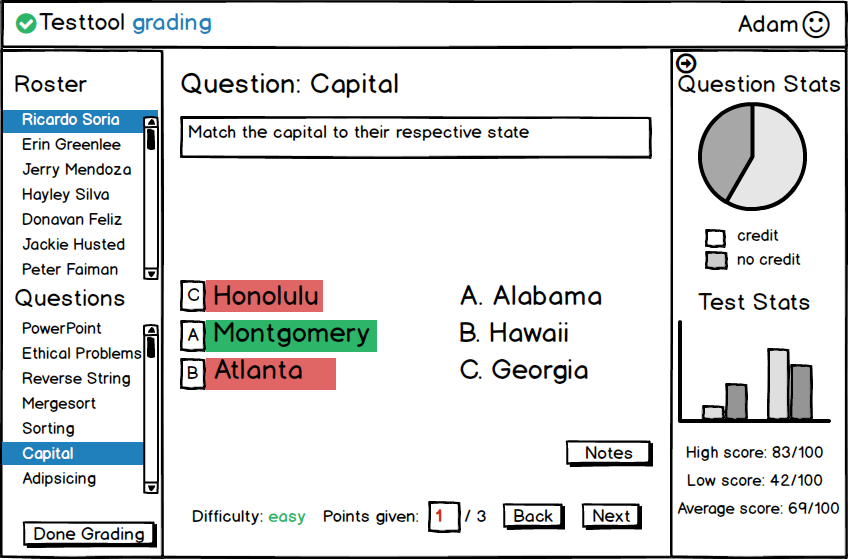 Testtool grading
Adam
Roster
Ricardo Soria
Erin Greenlee
Jerry Mendoza
Hayley Silva
Donavan Feliz
Jackie Husted
Peter Faiman
Questions
PowerPoint
Ethical Problems
Reverse String
Mergesort
Sorting
Capital
Adipsicing
Done Grading
Question: Capital
Match the capital to their respective state
C Honolulu
A Montgomery
B Atlanta
A. Alabama
B. Hawaii
C. Georgia
Notes
Difficulty: easy Points given: 1 / 3 Back Next
Question Stats
credit
no credit
Test Stats
High score: 83/100
Low score: 42/100
Average score: 69/100